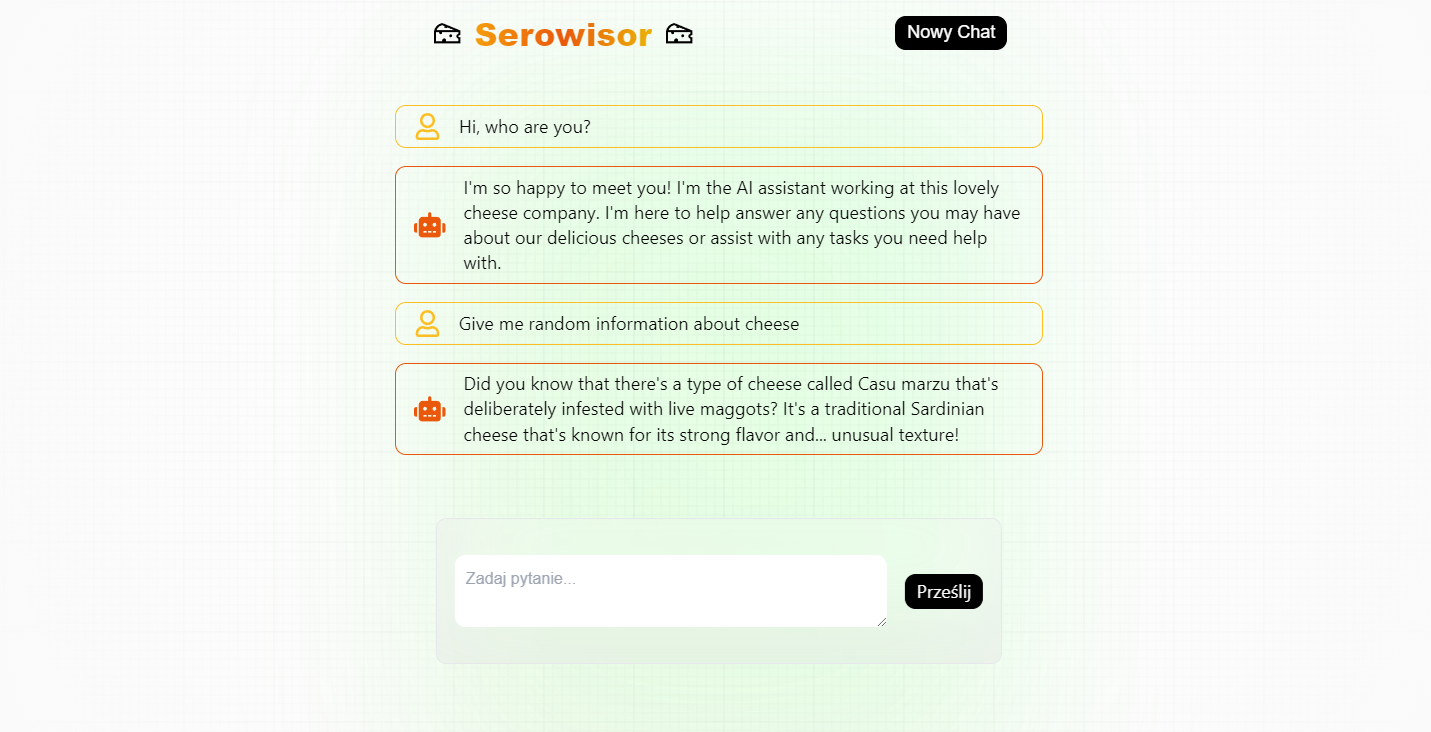 Serowisor
Nowy Chat
Hi, who are you?
I'm so happy to meet you! I'm the AI assistant working at this lovely
cheese company. I'm here to help answer any questions you may have
about our delicious cheeses or assist with any tasks you need help
with.
Give me random information about cheese
Did you know that there's a type of cheese called Casu marzu that's
deliberately infested with live maggots? It's a traditional Sardinian
cheese that's known for its strong flavor and... unusual texture!
Zadaj pytanie...
Prześlij